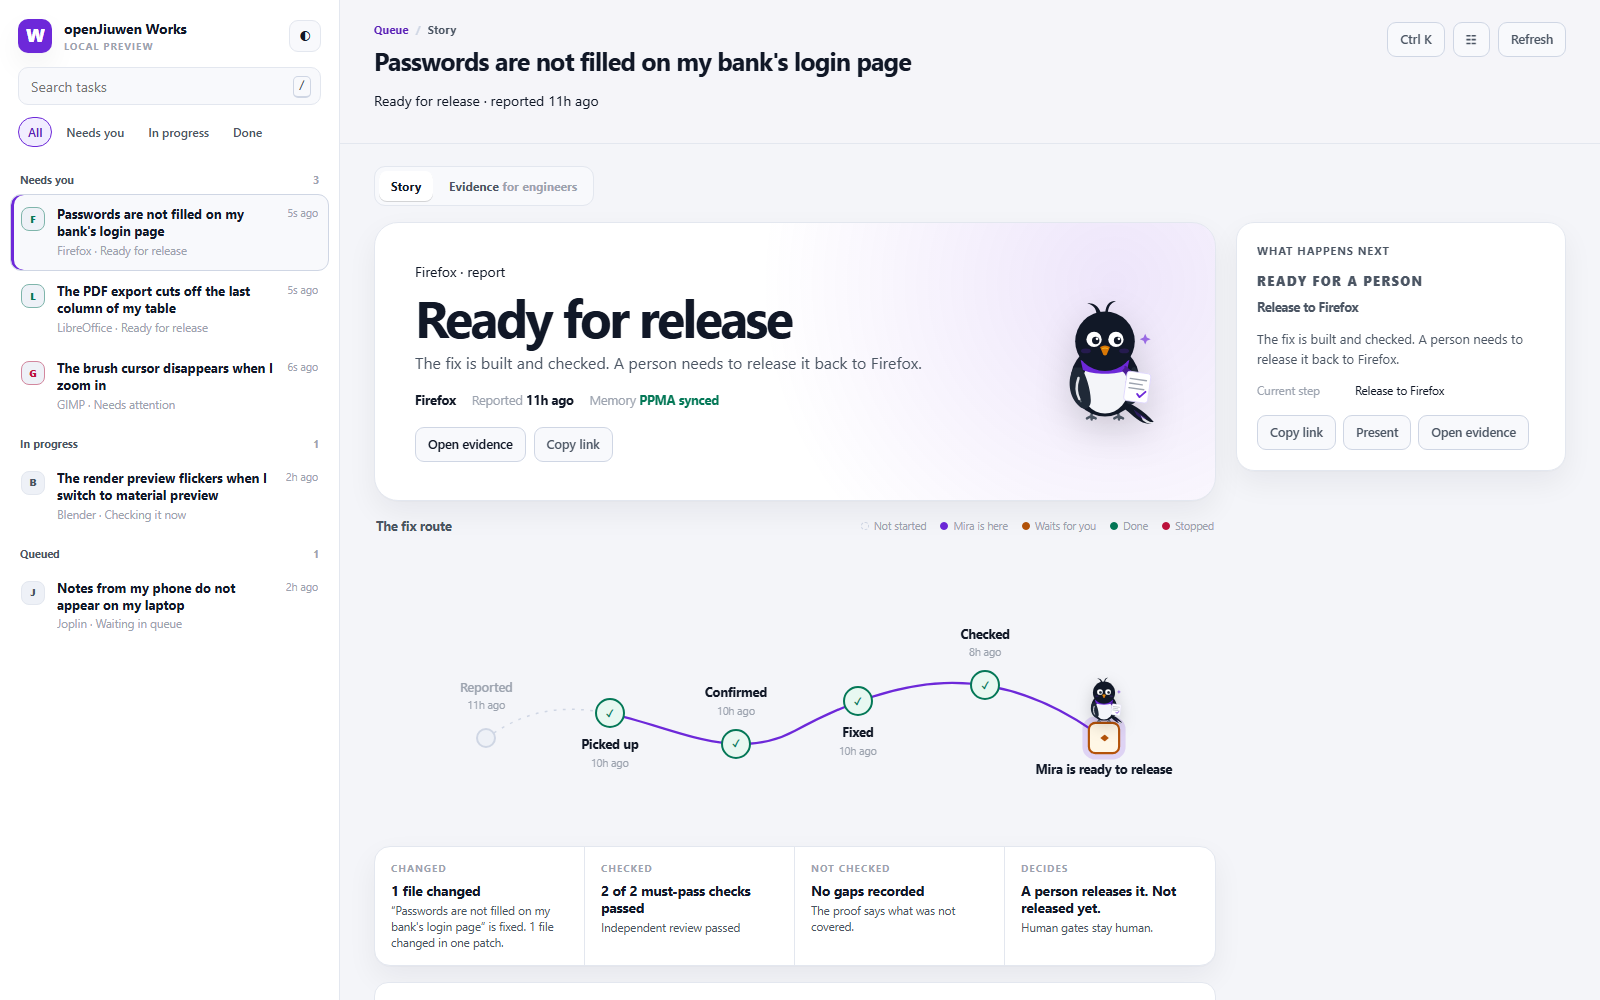 W
openJiuwen Works
LOCAL PREVIEW
Search tasks
/
All
Needs you
In progress
Done
Needs you
3
F
Passwords are not filled on my
bank's login page
5s ago
Firefox · Ready for release
L
The PDF export cuts off the last
column of my table
5s ago
LibreOffice · Ready for release
G
The brush cursor disappears when I
zoom in
6s ago
GIMP · Needs attention
In progress
1
B
The render preview flickers when I
switch to material preview
2h ago
Blender · Checking it now
Queued
1
J
Notes from my phone do not
appear on my laptop
2h ago
Joplin · Waiting in queue
Queue / Story
Passwords are not filled on my bank's login page
Ready for release · reported 11h ago
Ctrl K
Refresh
Story
Evidence for engineers
Firefox · report
Ready for release
The fix is built and checked. A person needs to release it back to Firefox.
Firefox Reported 11h ago Memory PPMA synced
Open evidence
Copy link
WHAT HAPPENS NEXT
READY FOR A PERSON
Release to Firefox
The fix is built and checked. A person needs to
release it back to Firefox.
Current step Release to Firefox
Copy link
Present
Open evidence
The fix route
Not started
Mira is here
Waits for you
Done
Stopped
Reported
11h ago
Picked up
10h ago
Confirmed
10h ago
Fixed
10h ago
Checked
8h ago
Mira is ready to release
CHANGED
1 file changed
"Passwords are not filled on my
bank's login page" is fixed. 1 file
changed in one patch.
CHECKED
2 of 2 must-pass checks
passed
Independent review passed
NOT CHECKED
No gaps recorded
The proof says what was not
covered.
DECIDES
A person releases it. Not
released yet.
Human gates stay human.